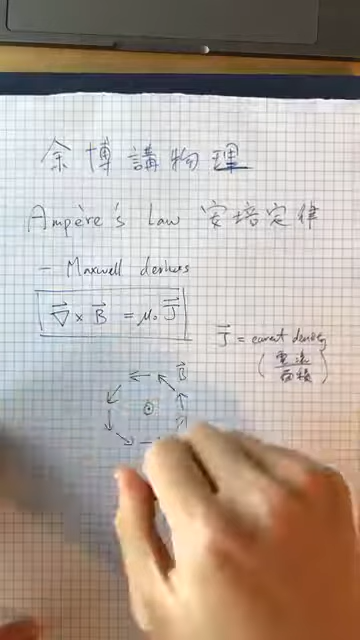 余博講物理
Ampère's Law 安培定律
- Maxwell derives
∇⃗ × B⃗ = μ₀ J⃗
J⃗ = current density
(電流/面積)
B⃗